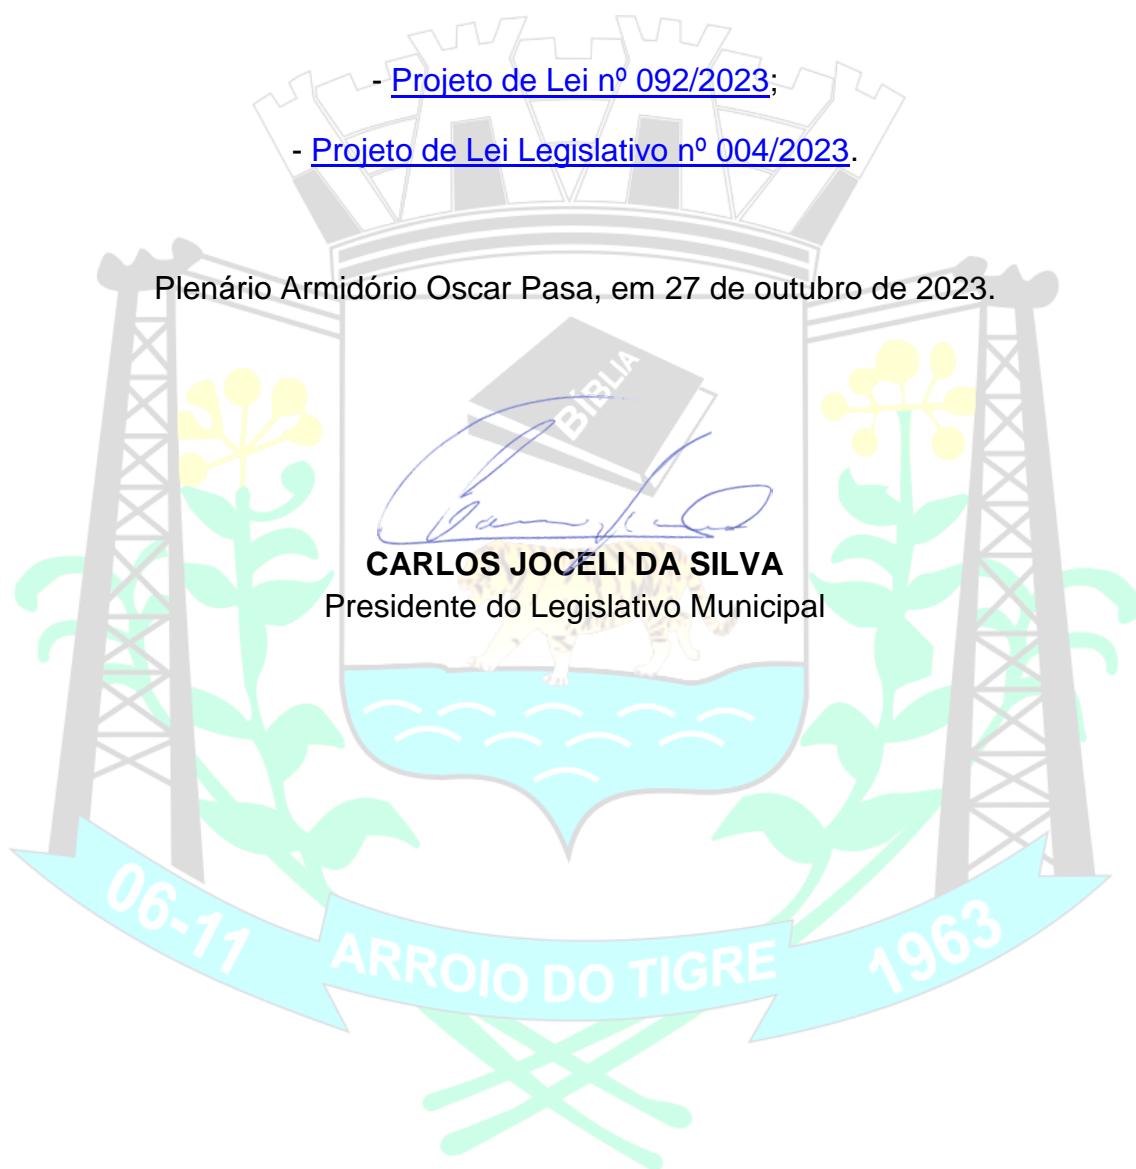 - Projeto de Lei nº 092/2023;
- Projeto de Lei Legislativo nº 004/2023.
Plenário Armidório Oscar Pasa, em 27 de outubro de 2023.
BÍBLIA
CARLOS JOCELI DA SILVA
Presidente do Legislativo Municipal
06-11 ARROIO DO TIGRE 1963